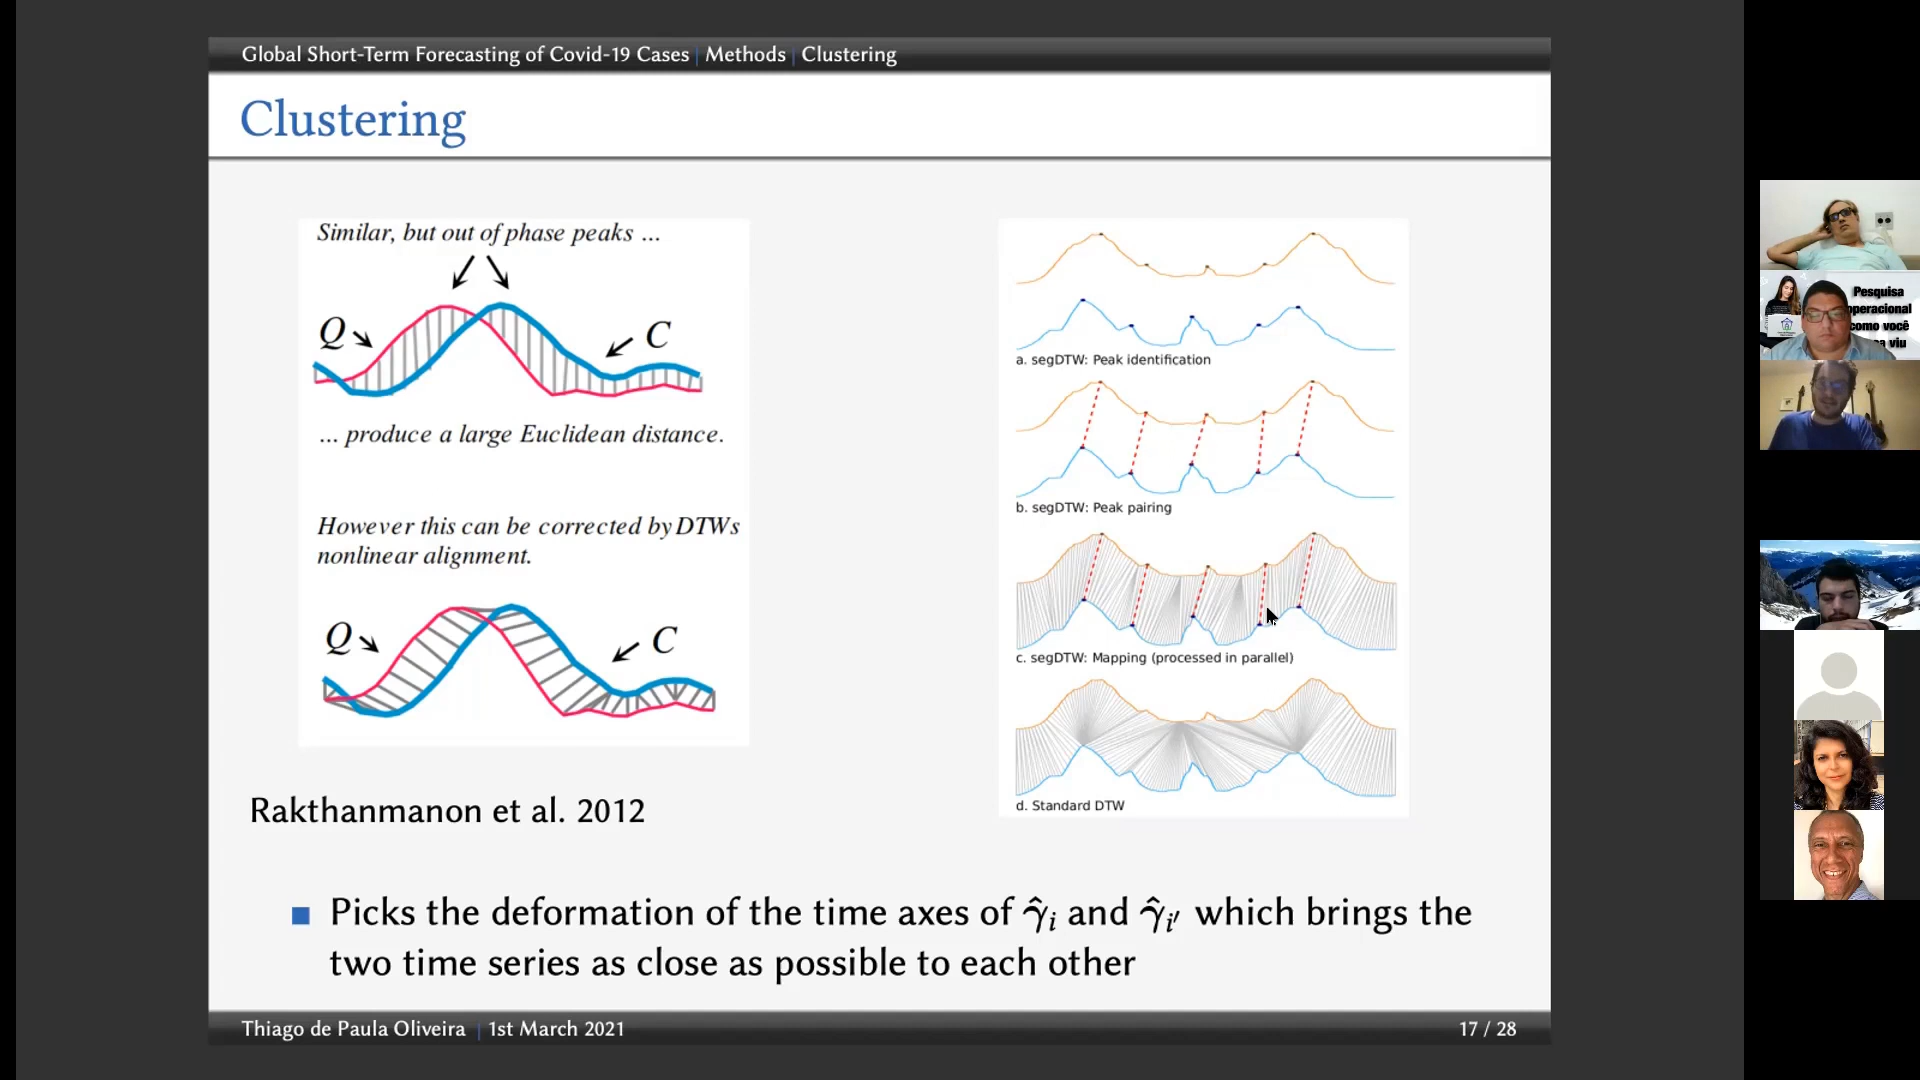 Global Short-Term Forecasting of Covid-19 Cases | Methods | Clustering
Clustering
Similar, but out of phase peaks ...
Q
C
... produce a large Euclidean distance.
However this can be corrected by DTWs
nonlinear alignment.
Q
C
Rakthanmanon et al. 2012
a. segDTW: Peak identification
b. segDTW: Peak pairing
c. segDTW: Mapping (processed in parallel)
d. Standard DTW
Picks the deformation of the time axes of γ̂ᵢ and γ̂ᵢ′ which brings the
two time series as close as possible to each other
Thiago de Paula Oliveira | 1st March 2021
17 / 28
Pesquisa
como você
viu